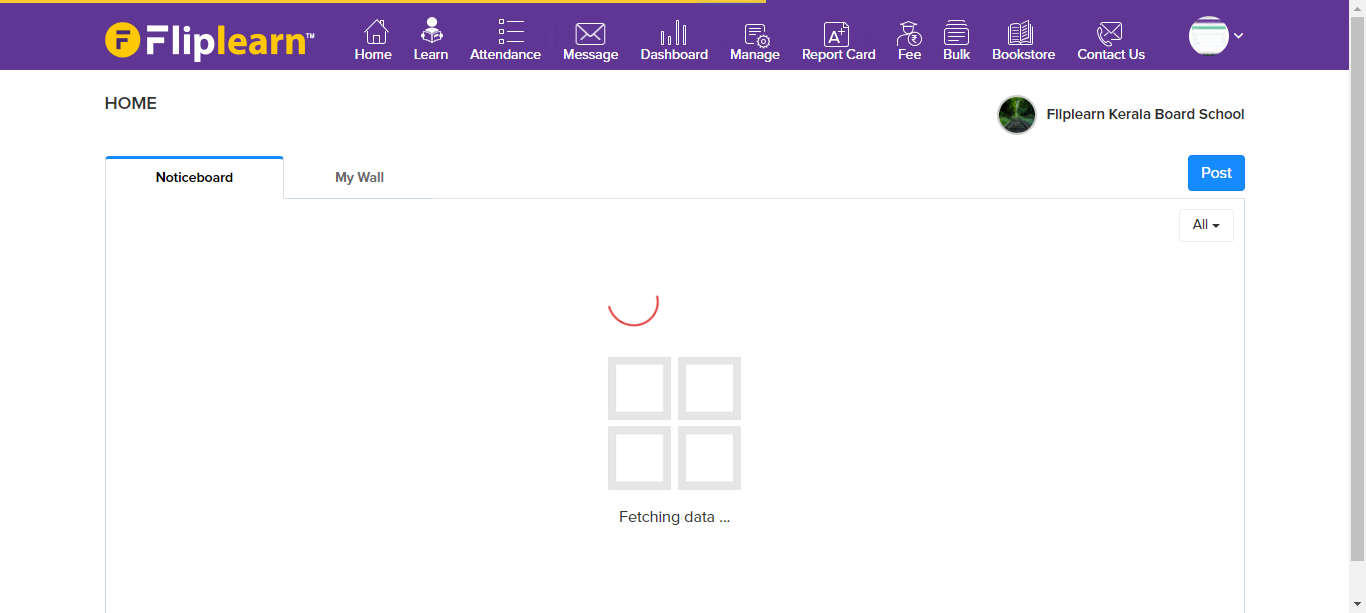 Fliplearn™
Home Learn Attendance Message Dashboard Manage Report Card Fee Bulk Bookstore Contact Us
HOME
Fliplearn Kerala Board School
Noticeboard My Wall Post
All
Fetching data ...